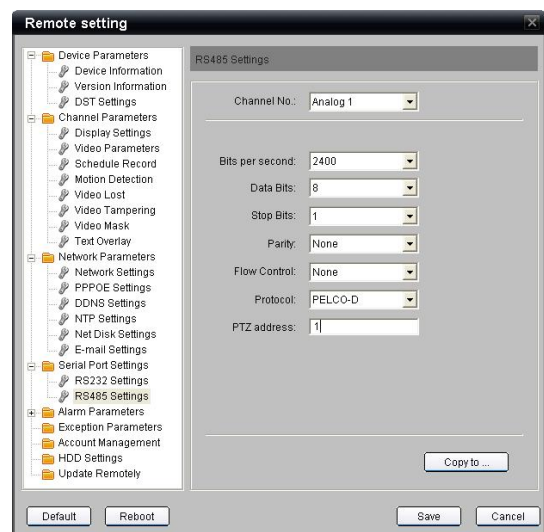 Remote setting
Device Parameters
Device Information
Version Information
DST Settings
Channel Parameters
Display Settings
Video Parameters
Schedule Record
Motion Detection
Video Lost
Video Tampering
Video Mask
Text Overlay
Network Parameters
Network Settings
PPPOE Settings
DDNS Settings
NTP Settings
Net Disk Settings
E-mail Settings
Serial Port Settings
RS232 Settings
RS485 Settings
Alarm Parameters
Exception Parameters
Account Management
HDD Settings
Update Remotely
RS485 Settings
Channel No.: Analog 1
Bits per second: 2400
Data Bits: 8
Stop Bits: 1
Parity: None
Flow Control: None
Protocol: PELCO-D
PTZ address: 1
Copy to ...
Default Reboot Save Cancel